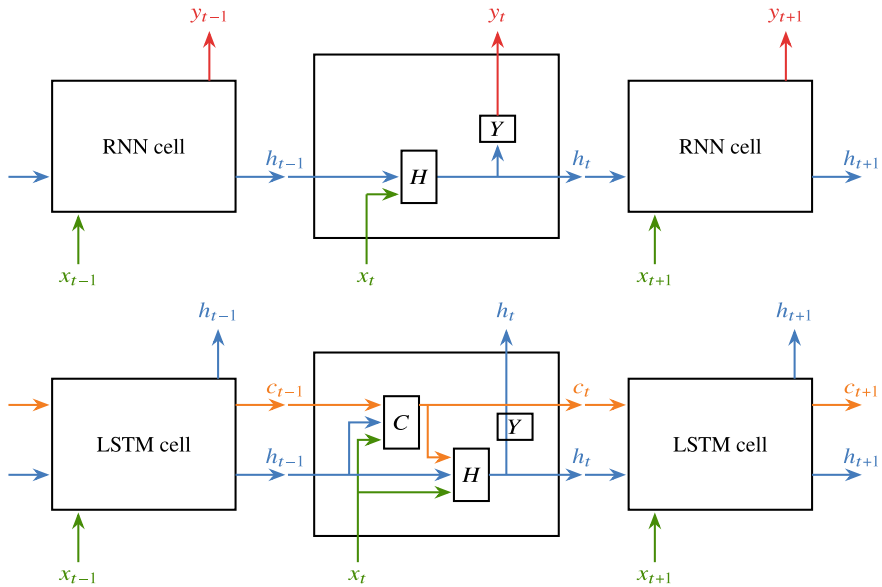 y_{t−1} y_t y_{t+1}
Y
RNN cell RNN cell
h_{t−1} H h_t h_{t+1}
x_{t−1} x_t x_{t+1}
h_{t−1} h_t h_{t+1}
c_{t−1} c_t c_{t+1}
C Y
LSTM cell LSTM cell
h_{t−1} H h_t h_{t+1}
x_{t−1} x_t x_{t+1}